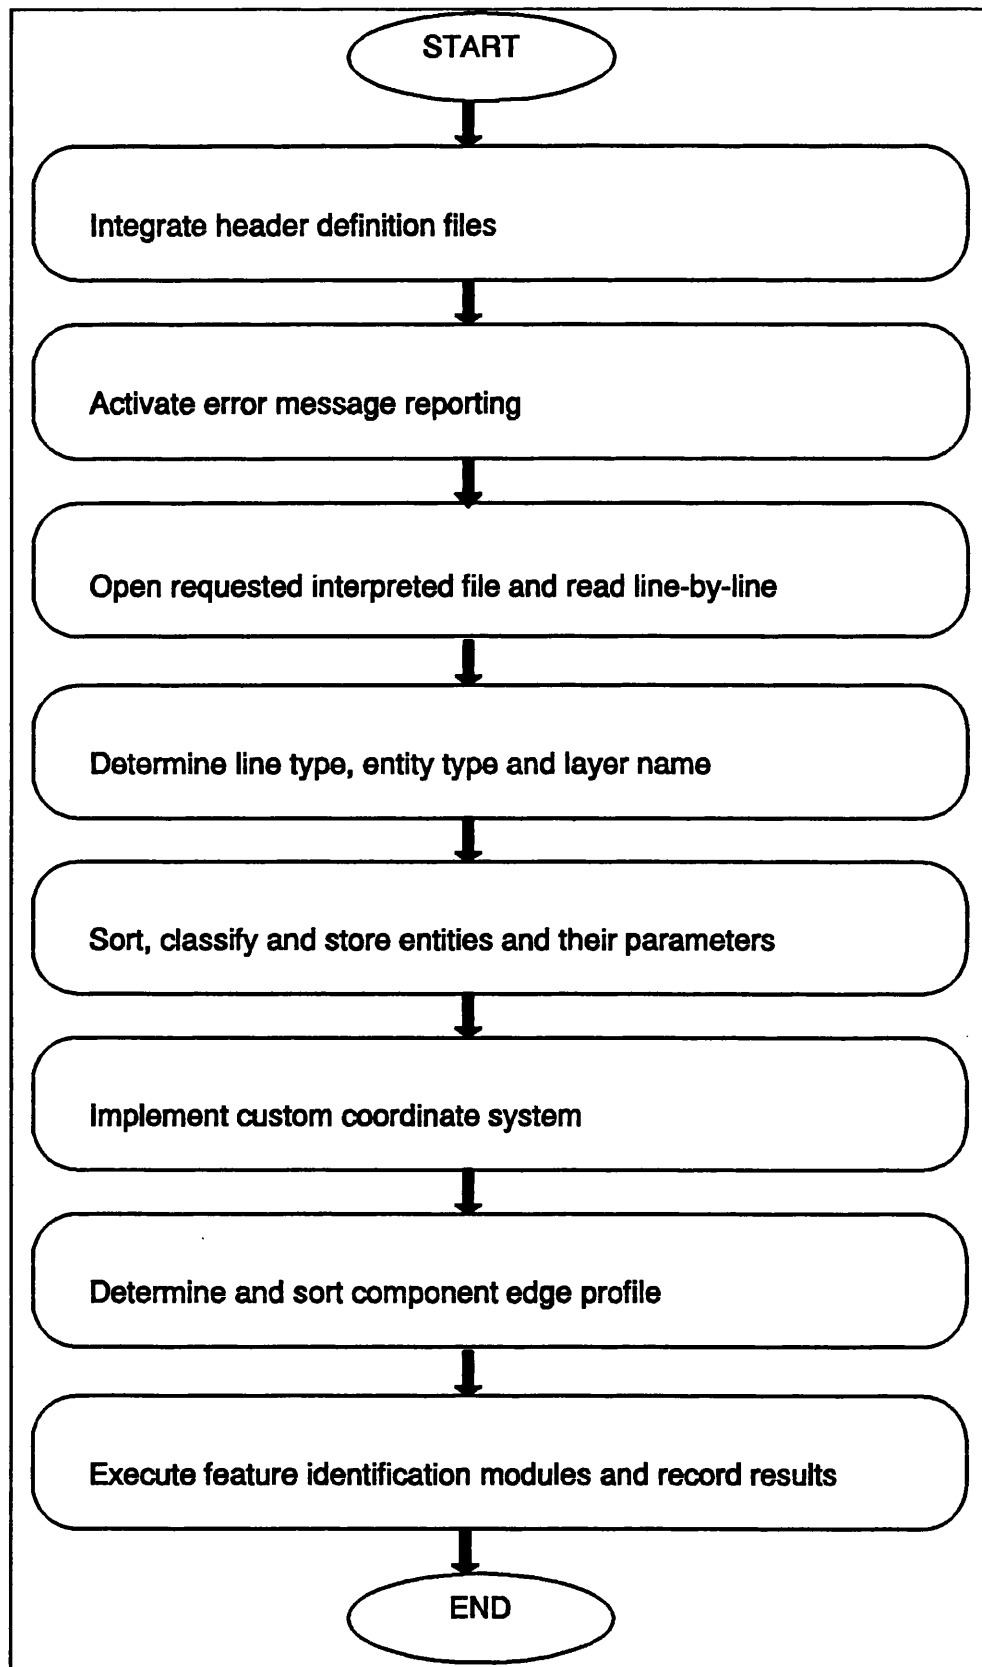 START
Integrate header definition files
Activate error message reporting
Open requested interpreted file and read line-by-line
Determine line type, entity type and layer name
Sort, classify and store entities and their parameters
Implement custom coordinate system
Determine and sort component edge profile
Execute feature identification modules and record results
END